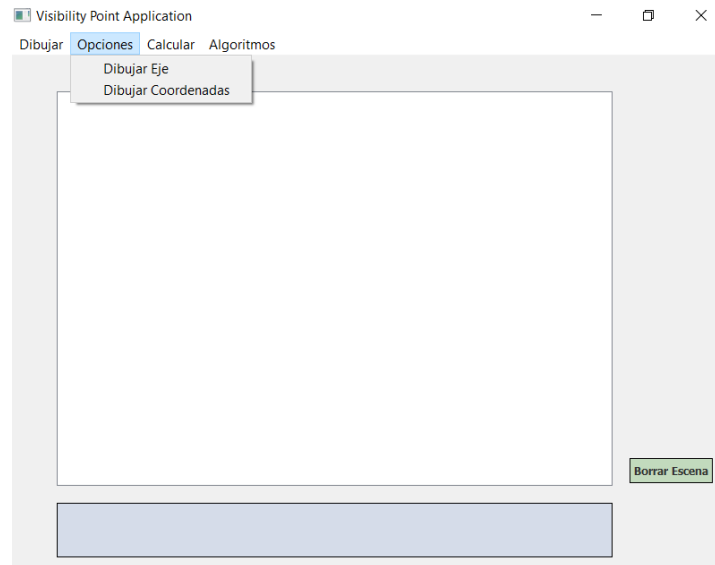 Visibility Point Application
Dibujar Opciones Calcular Algoritmos
Dibujar Eje
Dibujar Coordenadas
Borrar Escena